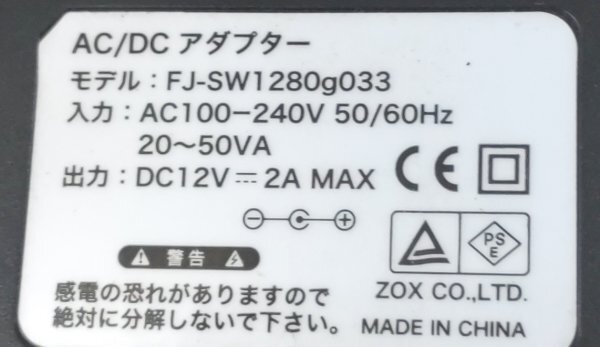 AC/DC アダプター
モデル：FJ-SW1280g033
入力：AC100-240V 50/60Hz
20〜50VA
出力：DC12V⎓2A MAX
CE
PS
E
警告
感電の恐れがありますので
絶対に分解しないで下さい。
ZOX CO.,LTD.
MADE IN CHINA